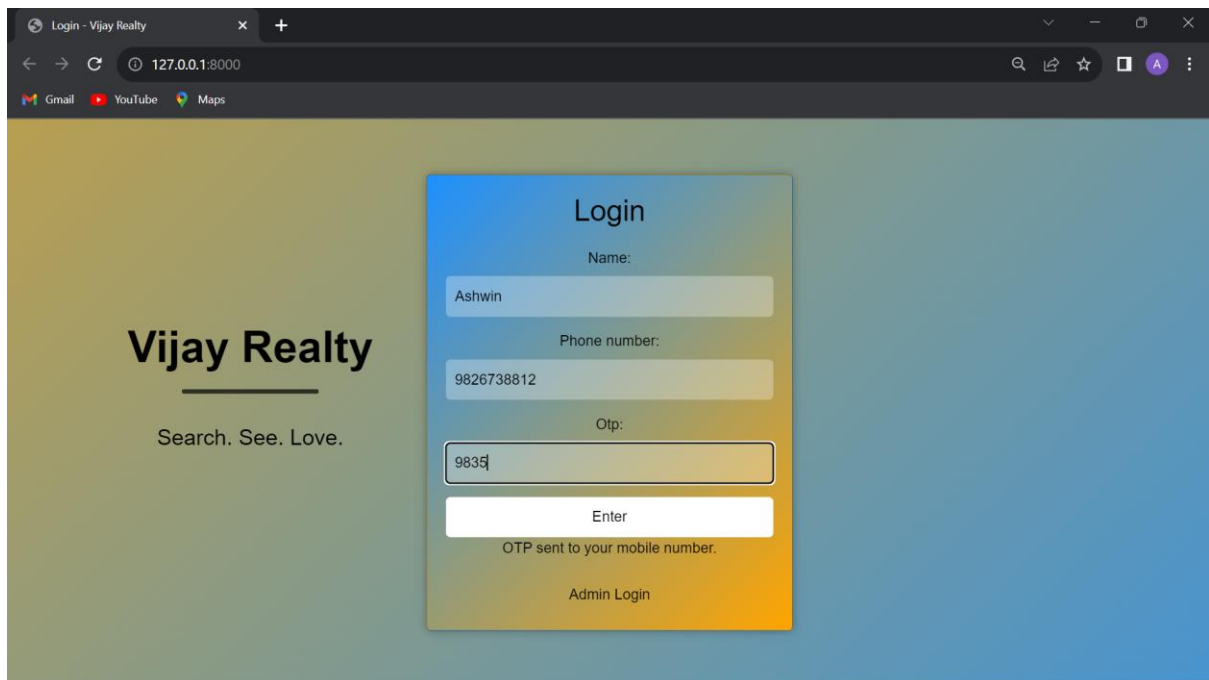 Login - Vijay Realty
127.0.0.1:8000
A
Gmail YouTube Maps
Vijay Realty
Search. See. Love.
Login
Name:
Ashwin
Phone number:
9826738812
Otp:
9835
Enter
OTP sent to your mobile number.
Admin Login